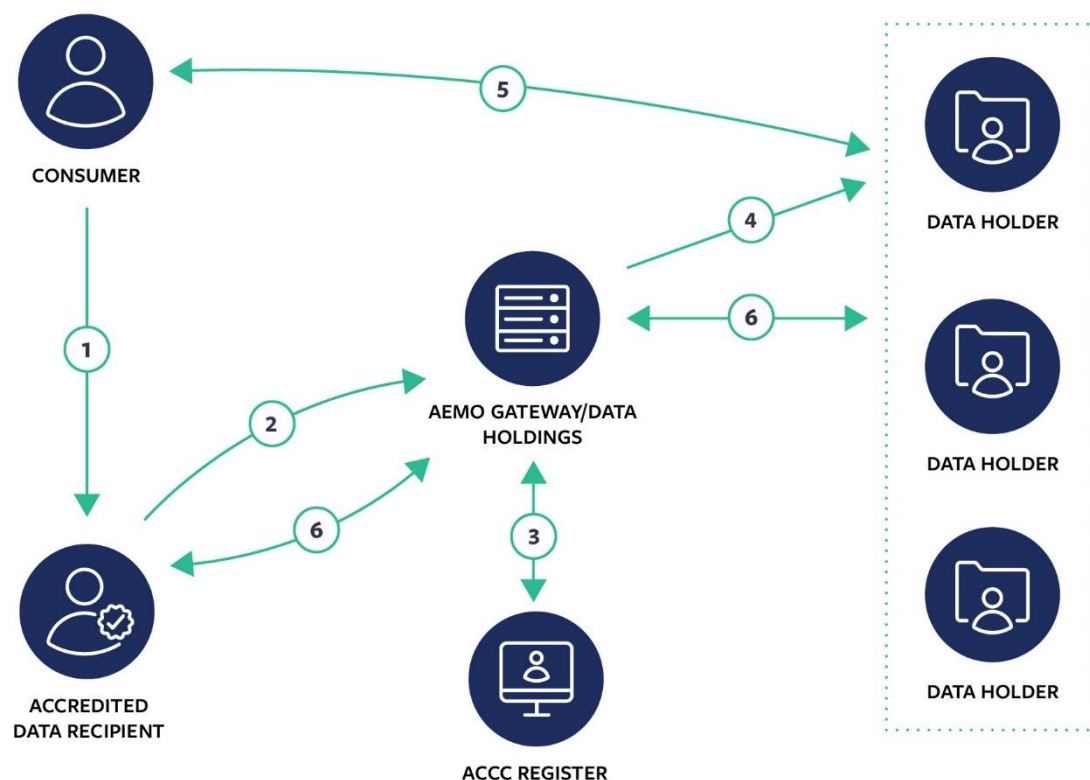 5
CONSUMER
4
DATA HOLDER
1
6
2
AEMO GATEWAY/DATA
HOLDINGS
DATA HOLDER
6
3
ACCREDITED
DATA RECIPIENT
DATA HOLDER
ACCC REGISTER